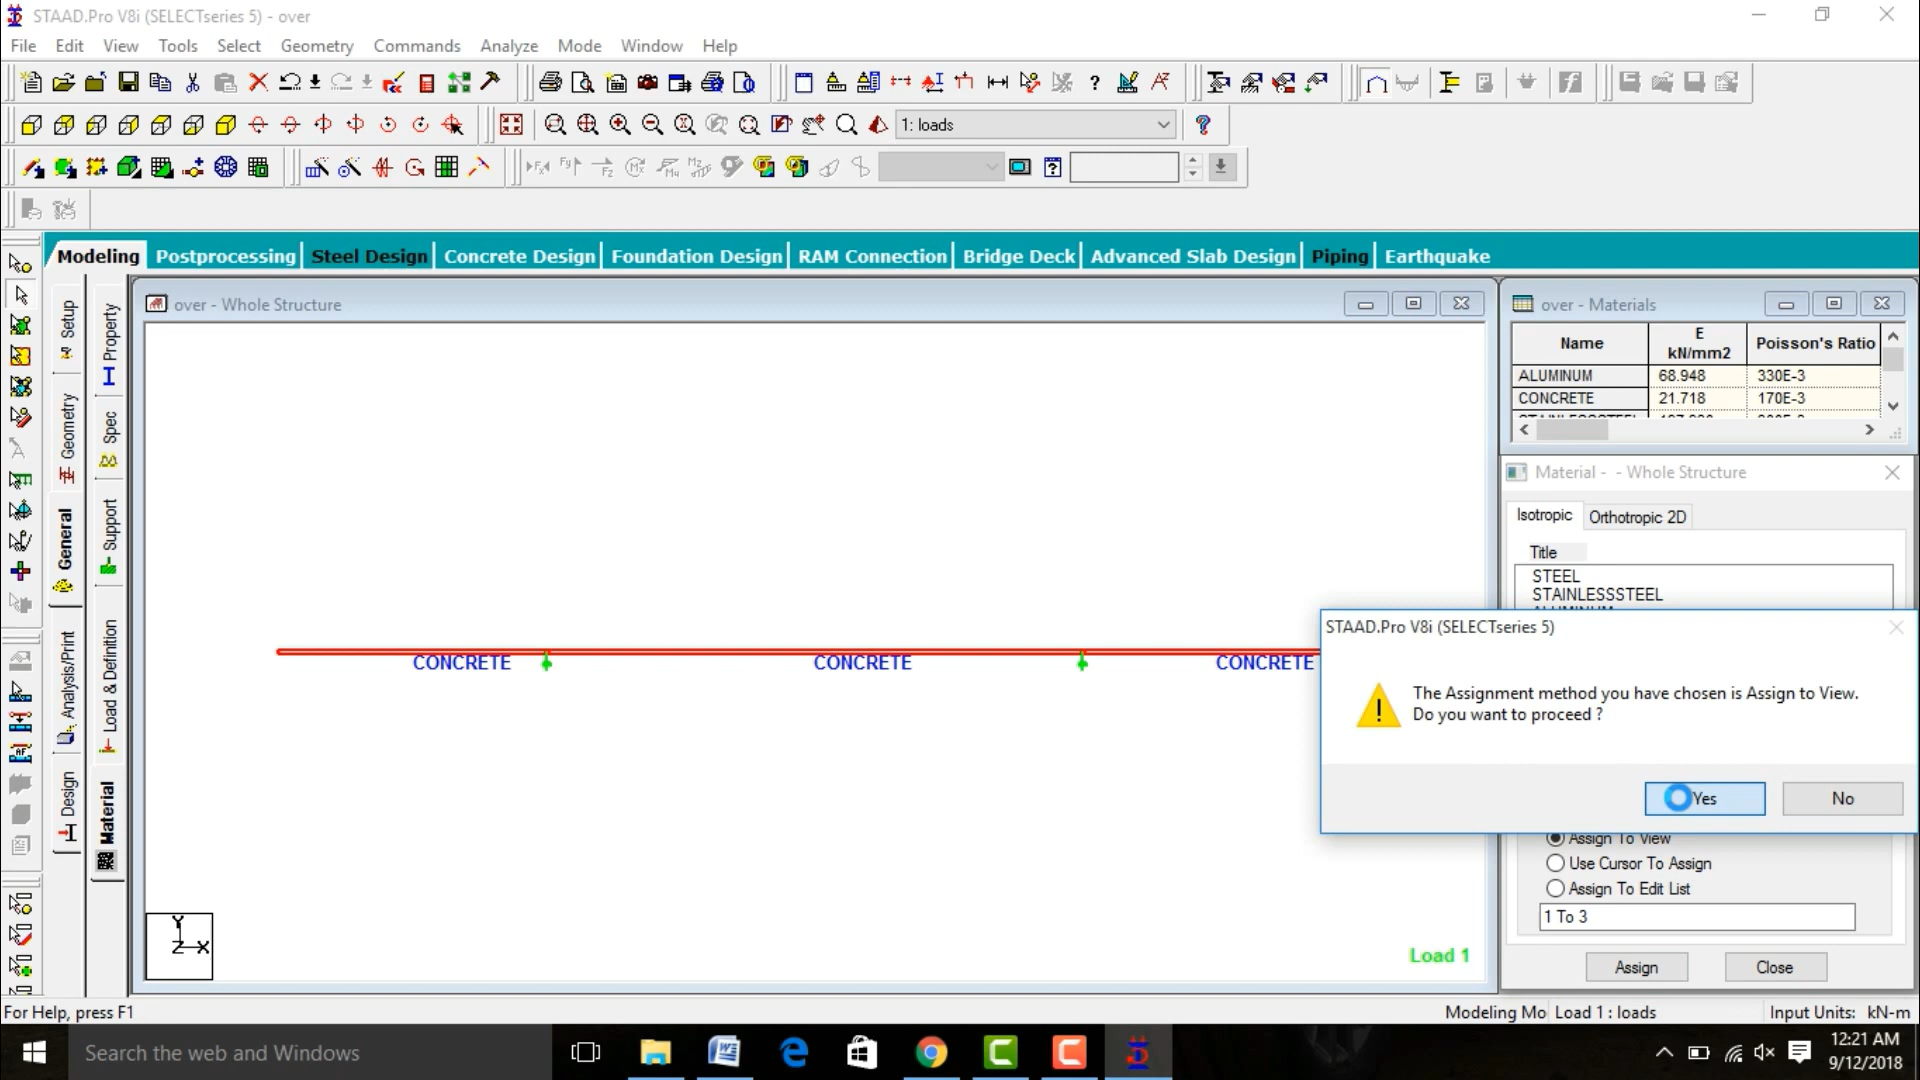 STAAD.Pro V8i (SELECTseries 5) - over
File Edit View Tools Select Geometry Commands Analyze Mode Window Help
1: loads
Modeling Postprocessing Steel Design Concrete Design Foundation Design RAM Connection Bridge Deck Advanced Slab Design Piping Earthquake
Setup
Geometry
General
Analysis/Print
Design
Property
Spec
Support
Load & Definition
Material
over - Whole Structure
CONCRETE CONCRETE CONCRETE
Y
Z X
Load 1
over - Materials
Name E kN/mm2 Poisson's Ratio
ALUMINUM 68.948 330E-3
CONCRETE 21.718 170E-3
Material - - Whole Structure
Isotropic Orthotropic 2D
Title
STEEL
STAINLESSSTEEL
STAAD.Pro V8i (SELECTseries 5)
The Assignment method you have chosen is Assign to View.
Do you want to proceed ?
Yes No
Assign To View
Use Cursor To Assign
Assign To Edit List
1 To 3
Assign Close
For Help, press F1
Modeling Mo Load 1 : loads Input Units: kN-m
Search the web and Windows
12:21 AM
9/12/2018